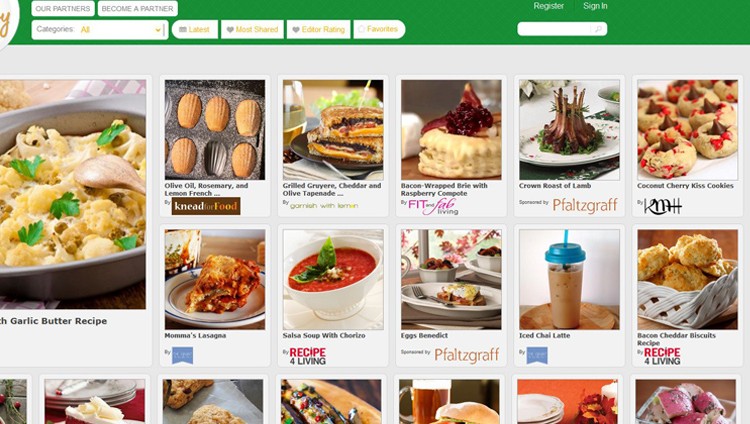 y
OUR PARTNERS
BECOME A PARTNER
Register
Sign In
Categories: All
Latest
Most Shared
Editor Rating
Favorites
Olive Oil, Rosemary, and
Lemon French ...
By
kneadforFood
Grilled Gruyere, Cheddar and
Olive Tapenade ...
By
garnish with lemon
Bacon-Wrapped Brie with
Raspberry Compote
By
FIT and fab
living
Crown Roast of Lamb
Sponsored by
Pfaltzgraff
Coconut Cherry Kiss Cookies
By
th Garlic Butter Recipe
Momma's Lasagna
By
Salsa Soup With Chorizo
By
RECIPE
4 LIVING
Eggs Benedict
Sponsored by
Pfaltzgraff
Iced Chai Latte
By
Bacon Cheddar Biscuits
Recipe
By
RECIPE
4 LIVING